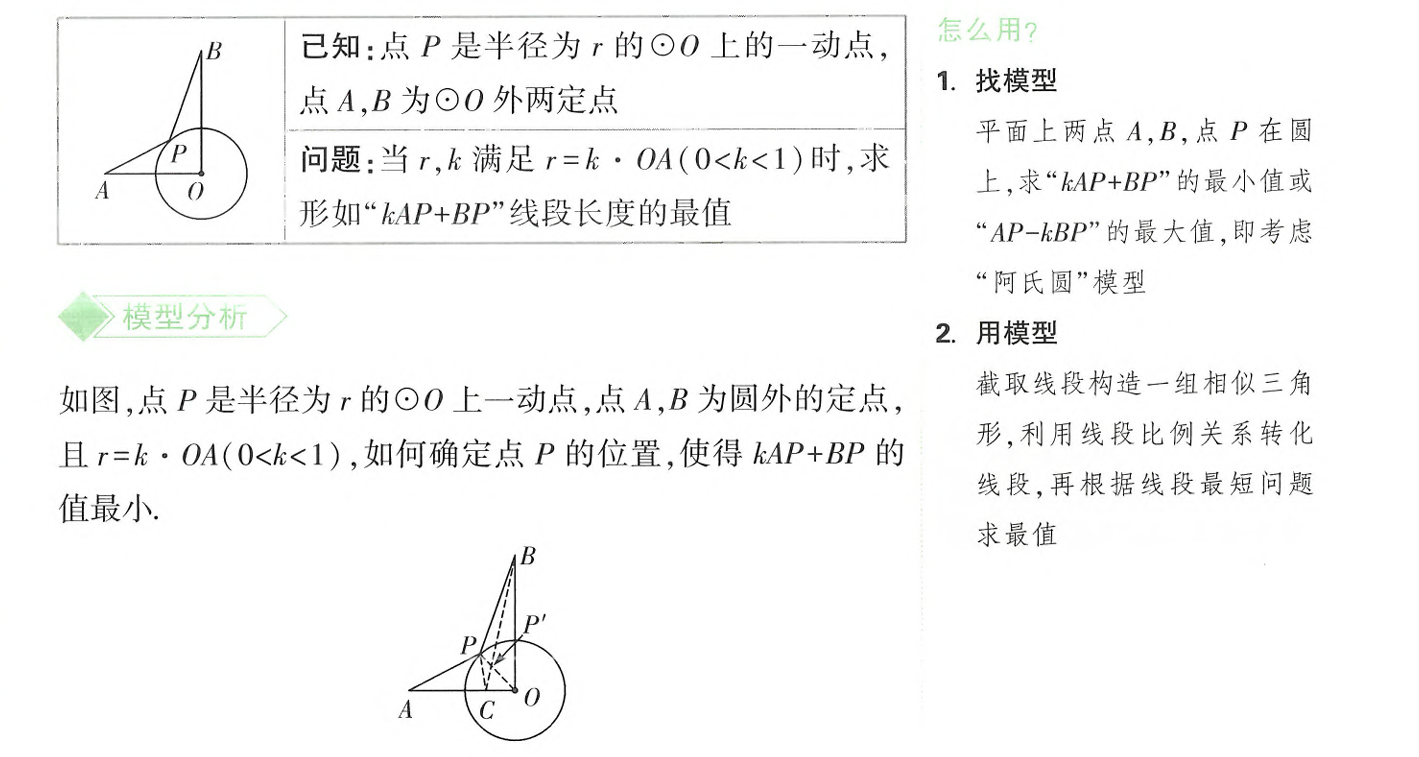 已知:点 P 是半径为 r 的⊙O 上的一动点,
点 A,B 为⊙O 外两定点
问题:当 r,k 满足 r=k·OA(0<k<1)时,求
形如“kAP+BP”线段长度的最值
B
P
A
O
模型分析
如图,点 P 是半径为 r 的⊙O 上一动点,点 A,B 为圆外的定点,
且 r=k·OA(0<k<1),如何确定点 P 的位置,使得 kAP+BP 的
值最小.
B
P'
P
O
A
C
怎么用?
1. 找模型
平面上两点 A,B,点 P 在圆
上,求“kAP+BP”的最小值或
“AP-kBP”的最大值,即考虑
“阿氏圆”模型
2. 用模型
截取线段构造一组相似三角
形,利用线段比例关系转化
线段,再根据线段最短问题
求最值